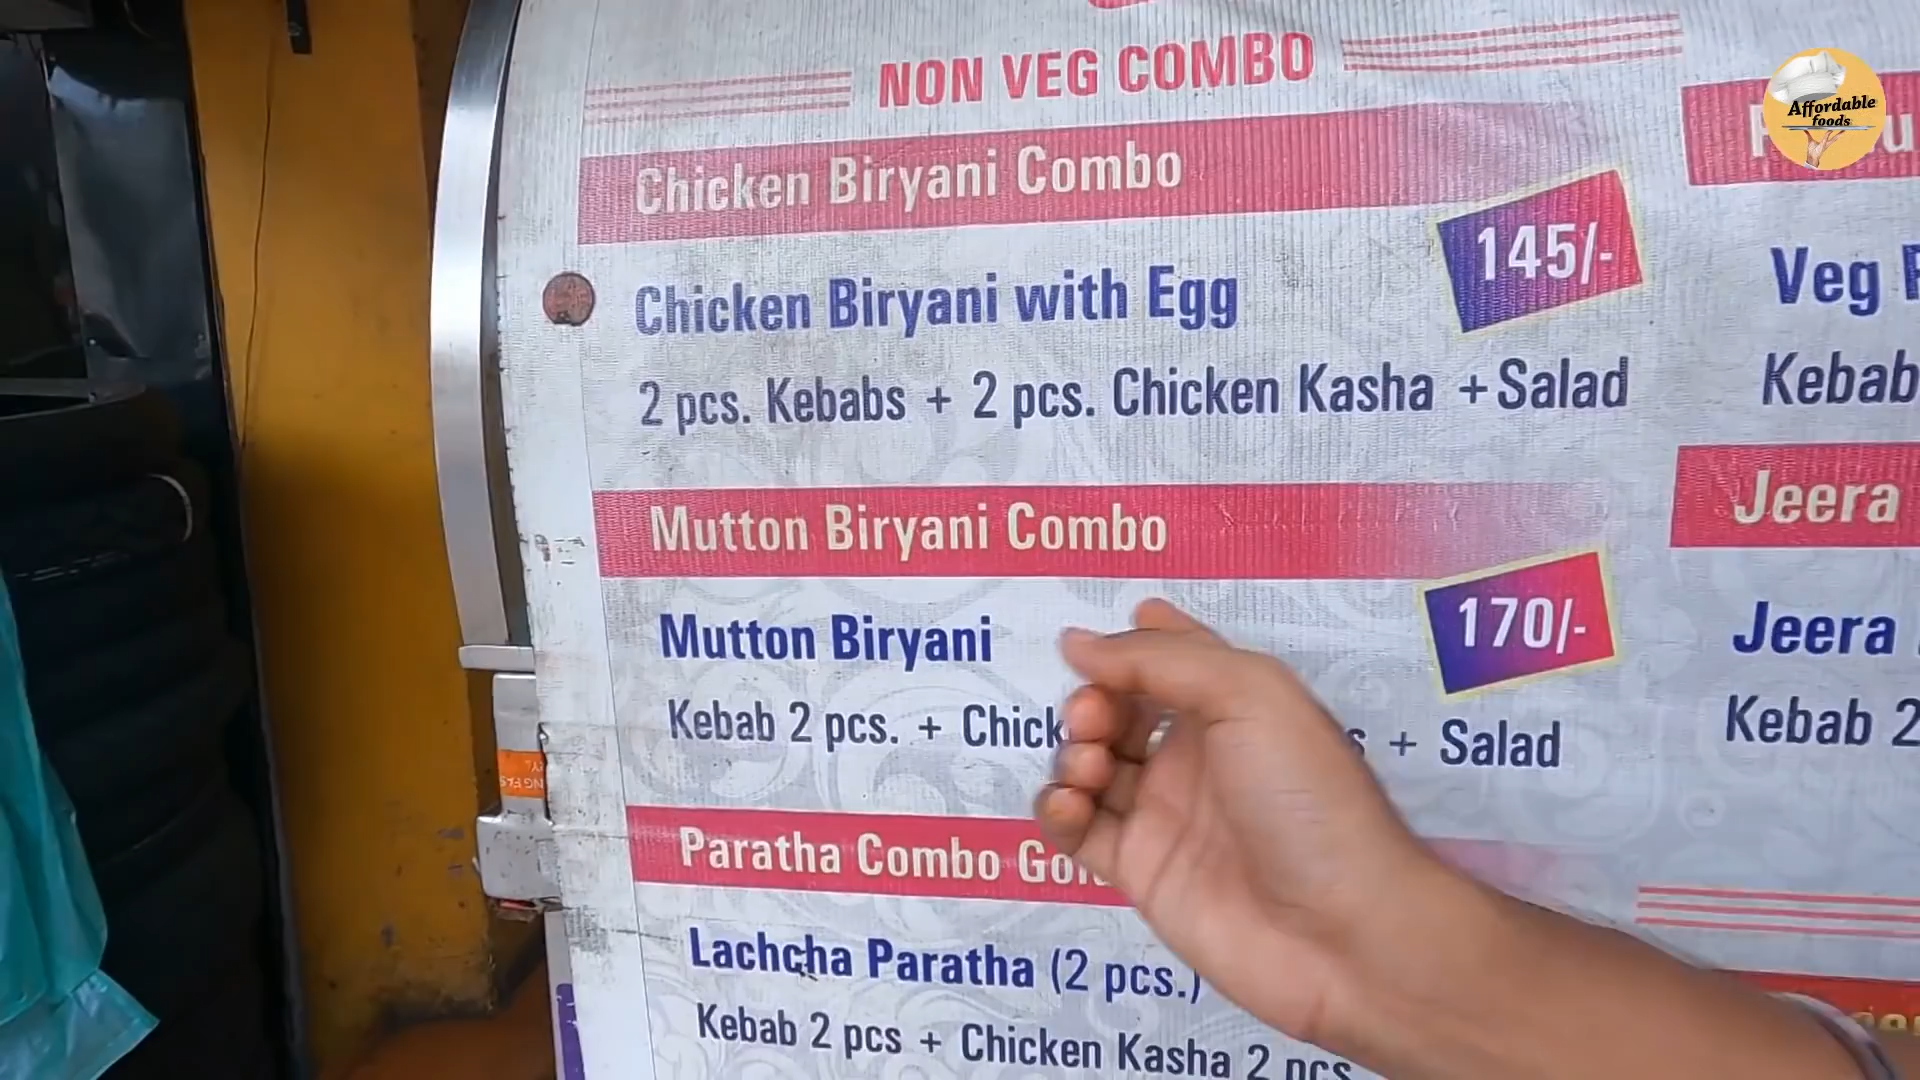 Affordable
foods
NON VEG COMBO
Chicken Biryani Combo
145/-
Chicken Biryani with Egg
2 pcs. Kebabs + 2 pcs. Chicken Kasha + Salad
Mutton Biryani Combo
170/-
Mutton Biryani
Kebab 2 pcs. + + Salad
Paratha Combo
Lachcha Paratha (2 pcs.)
Kebab 2 pcs + Chicken Kasha 2 pcs
Veg
Kebab
Jeera
Jeera
Kebab 2